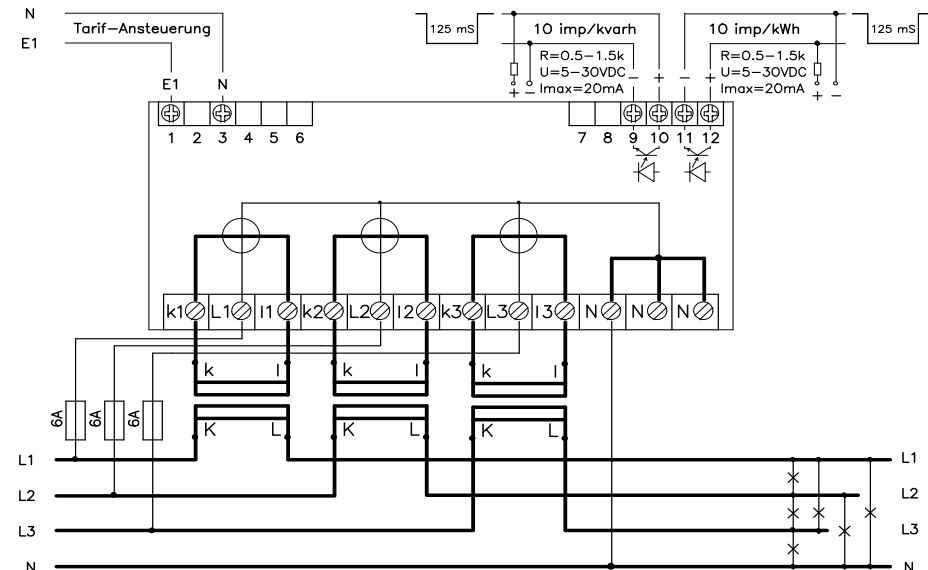 N
Tarif-Ansteuerung
E1
E1 N
125 mS
10 imp/kvarh
10 imp/kWh
125 mS
R=0.5-1.5k
U=5-30VDC
Imax=20mA
R=0.5-1.5k
U=5-30VDC
Imax=20mA
+ -
- + - +
+ -
1 2 3 4 5 6
7 8 9 10 11 12
k1 L1 l1 k2 L2 l2 k3 L3 l3 N N N
k l k l k l
6A 6A 6A
K L K L K L
L1 L1
L2 L2
L3 L3
N N